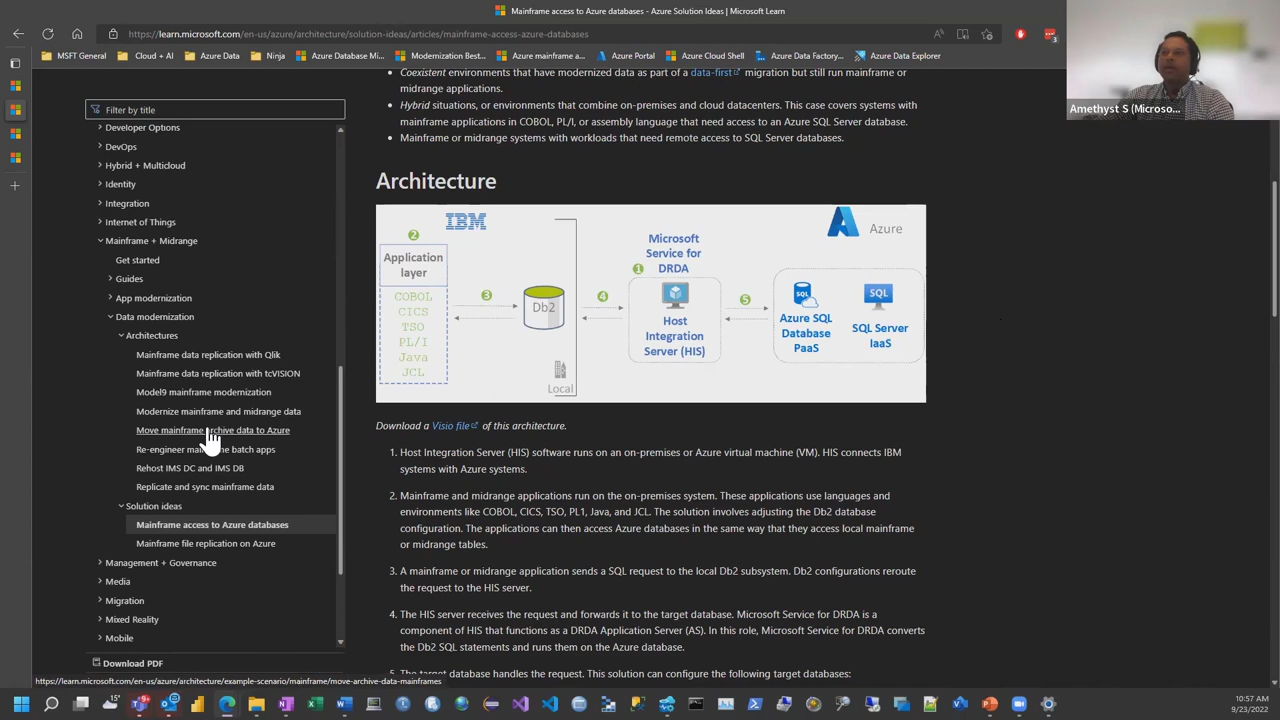 Mainframe access to Azure databases - Azure Solution Ideas | Microsoft Learn
https://learn.microsoft.com/en-us/azure/architecture/solution-ideas/articles/mainframe-access-azure-databases
MSFT General
Cloud + AI
Azure Data
Ninja
Azure Database Mi...
Modernization Best...
Azure mainframe a...
Azure Portal
Azure Cloud Shell
Azure Data Factory...
Azure Data Explorer
3
Amethyst S (Microso...
Filter by title
Developer Options
DevOps
Hybrid + Multicloud
Identity
Integration
Internet of Things
Mainframe + Midrange
Get started
Guides
App modernization
Data modernization
Architectures
Mainframe data replication with Qlik
Mainframe data replication with tcVISION
Model9 mainframe modernization
Modernize mainframe and midrange data
Move mainframe archive data to Azure
Re-engineer mainframe batch apps
Rehost IMS DC and IMS DB
Replicate and sync mainframe data
Solution ideas
Mainframe access to Azure databases
Mainframe file replication on Azure
Management + Governance
Media
Migration
Mixed Reality
Mobile
Download PDF
Coexistent environments that have modernized data as part of a data-first migration but still run mainframe or
midrange applications.
Hybrid situations, or environments that combine on-premises and cloud datacenters. This case covers systems with
mainframe applications in COBOL, PL/I, or assembly language that need access to an Azure SQL Server database.
Mainframe or midrange systems with workloads that need remote access to SQL Server databases.
Architecture
IBM
2
Application
layer
COBOL
CICS
TSO
PL/I
Java
JCL
3
Db2
Local
4
Microsoft
Service for
DRDA
1
Host
Integration
Server (HIS)
5
Azure
SQL
Azure SQL
Database
PaaS
SQL
SQL Server
IaaS
Download a Visio file of this architecture.
1. Host Integration Server (HIS) software runs on an on-premises or Azure virtual machine (VM). HIS connects IBM
systems with Azure systems.
2. Mainframe and midrange applications run on the on-premises system. These applications use languages and
environments like COBOL, CICS, TSO, PL1, Java, and JCL. The solution involves adjusting the Db2 database
configuration. The applications can then access Azure databases in the same way that they access local mainframe
or midrange tables.
3. A mainframe or midrange application sends a SQL request to the local Db2 subsystem. Db2 configurations reroute
the request to the HIS server.
4. The HIS server receives the request and forwards it to the target database. Microsoft Service for DRDA is a
component of HIS that functions as a DRDA Application Server (AS). In this role, Microsoft Service for DRDA converts
the Db2 SQL statements and runs them on the Azure database.
5. The target database handles the request. This solution can configure the following target databases:
https://learn.microsoft.com/en-us/azure/architecture/example-scenario/mainframe/move-archive-data-mainframes
15°
10:57 AM
9/23/2022